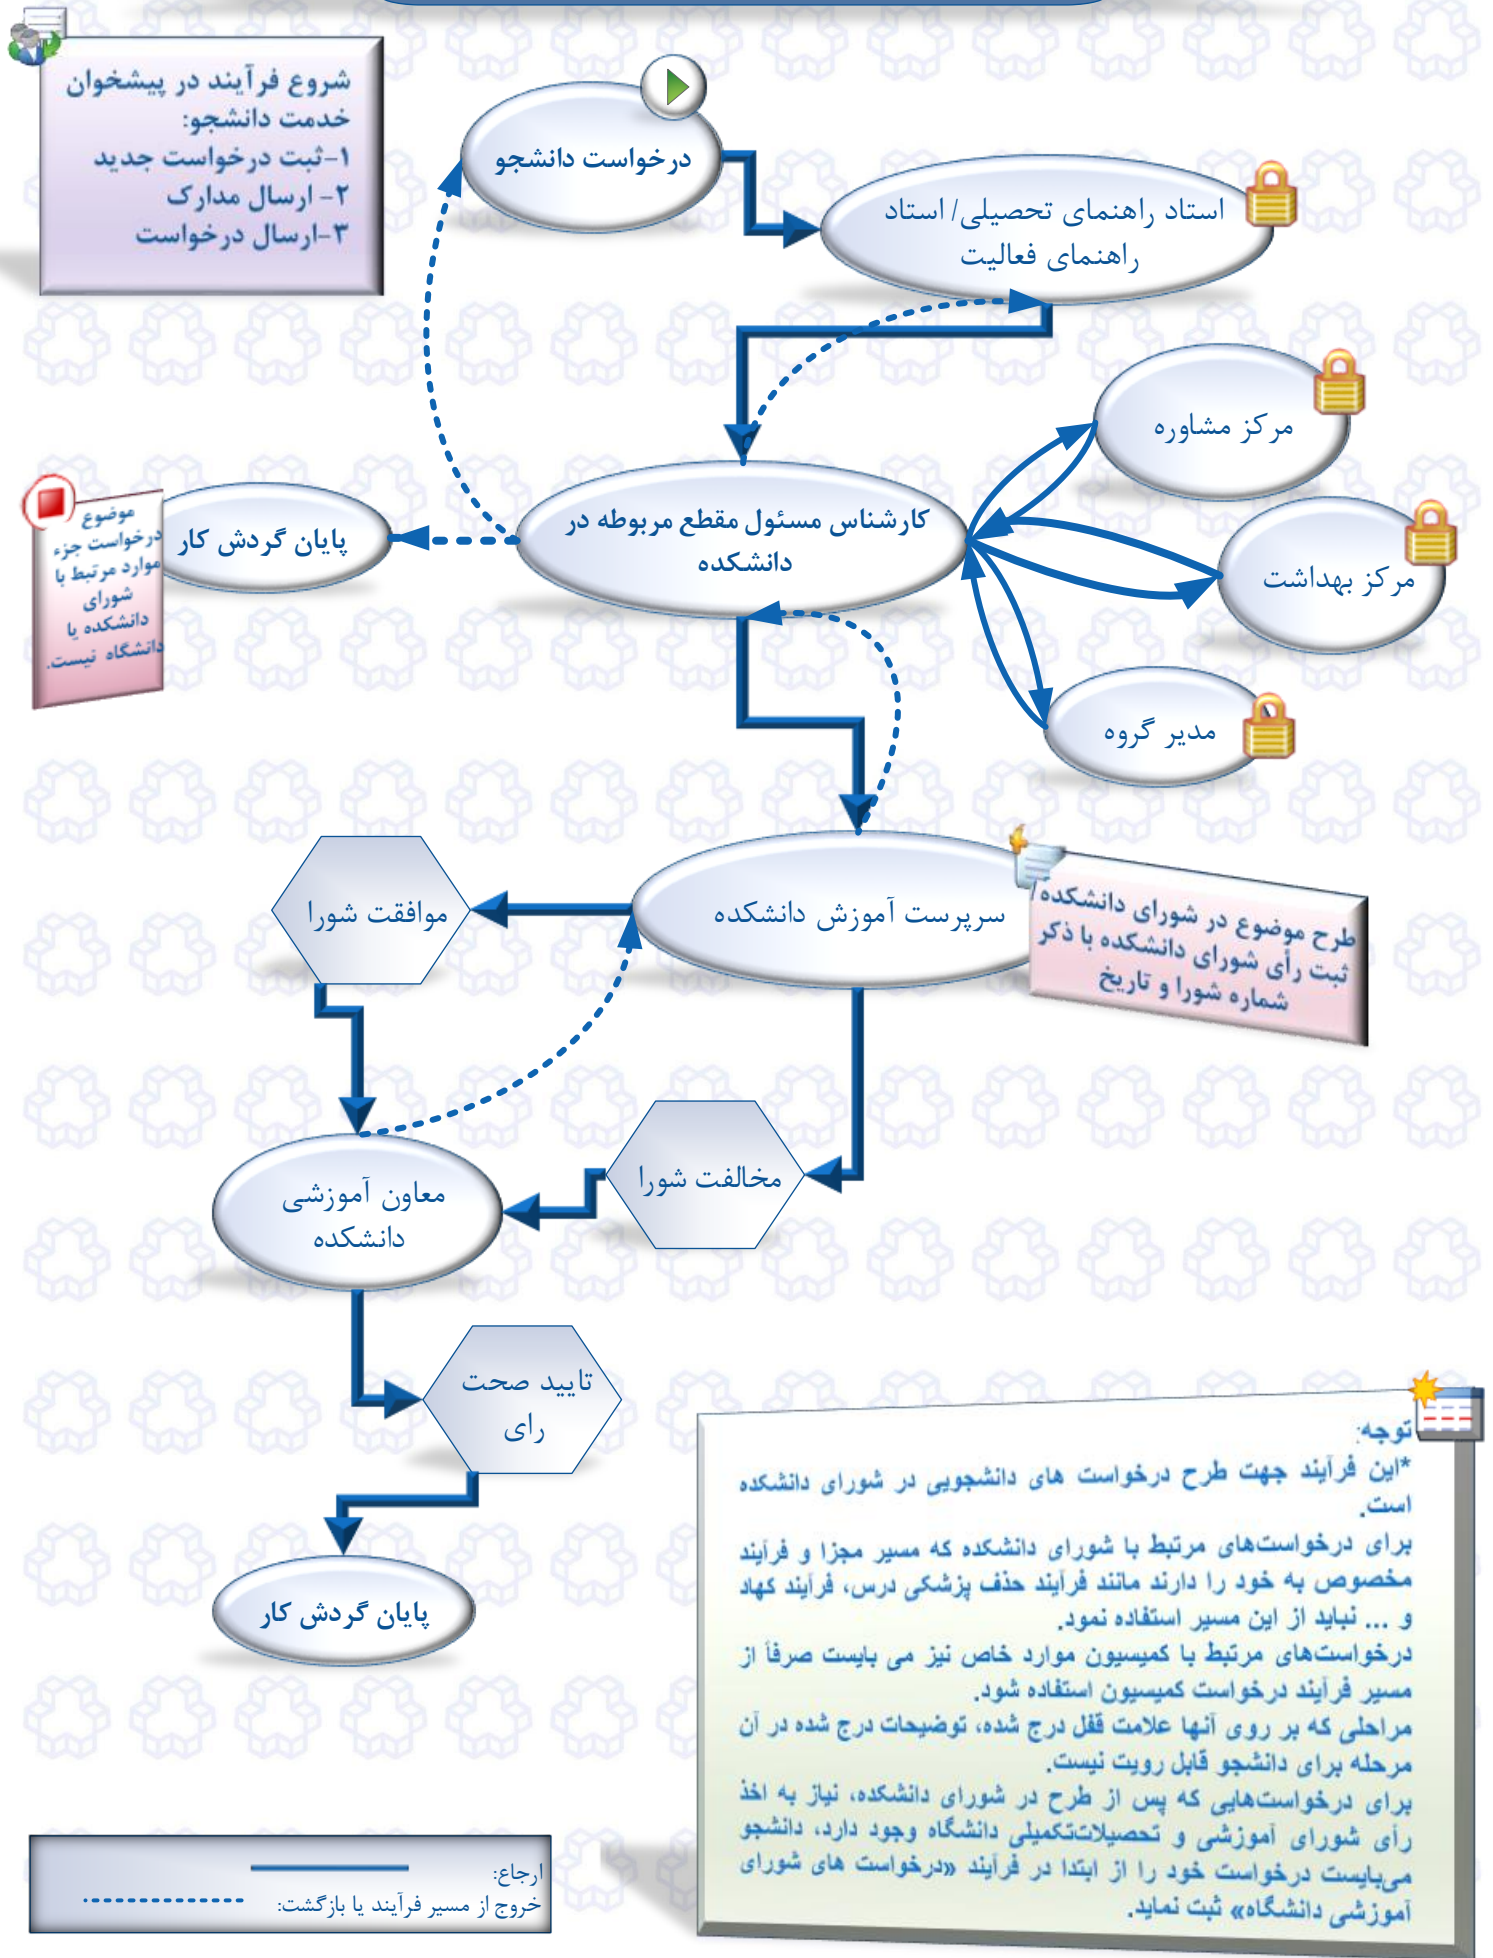 شروع فرآیند در پیشخوان
خدمت دانشجو:
۱-ثبت درخواست جدید
۲- ارسال مدارک
۳-ارسال درخواست
درخواست دانشجو
استاد راهنمای تحصیلی/ استاد
راهنمای فعالیت
مرکز مشاوره
کارشناس مسئول مقطع مربوطه در
دانشکده
مرکز بهداشت
مدیر گروه
پایان گردش کار
موضوع
درخواست جزء
موارد مرتبط با
شورای
دانشکده یا
دانشگاه نیست.
سرپرست آموزش دانشکده
طرح موضوع در شورای دانشکده/
ثبت رأی شورای دانشکده با ذکر
شماره شورا و تاریخ
موافقت شورا
مخالفت شورا
معاون آموزشی
دانشکده
تایید صحت
رای
پایان گردش کار
توجه:
*این فرآیند جهت طرح درخواست های دانشجویی در شورای دانشکده
است.
برای درخواست‌های مرتبط با شورای دانشکده که مسیر مجزا و فرآیند
مخصوص به خود را دارند مانند فرآیند حذف پزشکی درس، فرآیند کهاد
و ... نباید از این مسیر استفاده نمود.
درخواست‌های مرتبط با کمیسیون موارد خاص نیز می بایست صرفاً از
مسیر فرآیند درخواست کمیسیون استفاده شود.
مراحلی که بر روی آنها علامت قفل درج شده، توضیحات درج شده در آن
مرحله برای دانشجو قابل رویت نیست.
برای درخواست‌هایی که پس از طرح در شورای دانشکده، نیاز به اخذ
رأی شورای آموزشی و تحصیلات‌تکمیلی دانشگاه وجود دارد، دانشجو
می‌بایست درخواست خود را از ابتدا در فرآیند «درخواست های شورای
آموزشی دانشگاه» ثبت نماید.
ارجاع:
خروج از مسیر فرآیند یا بازگشت: